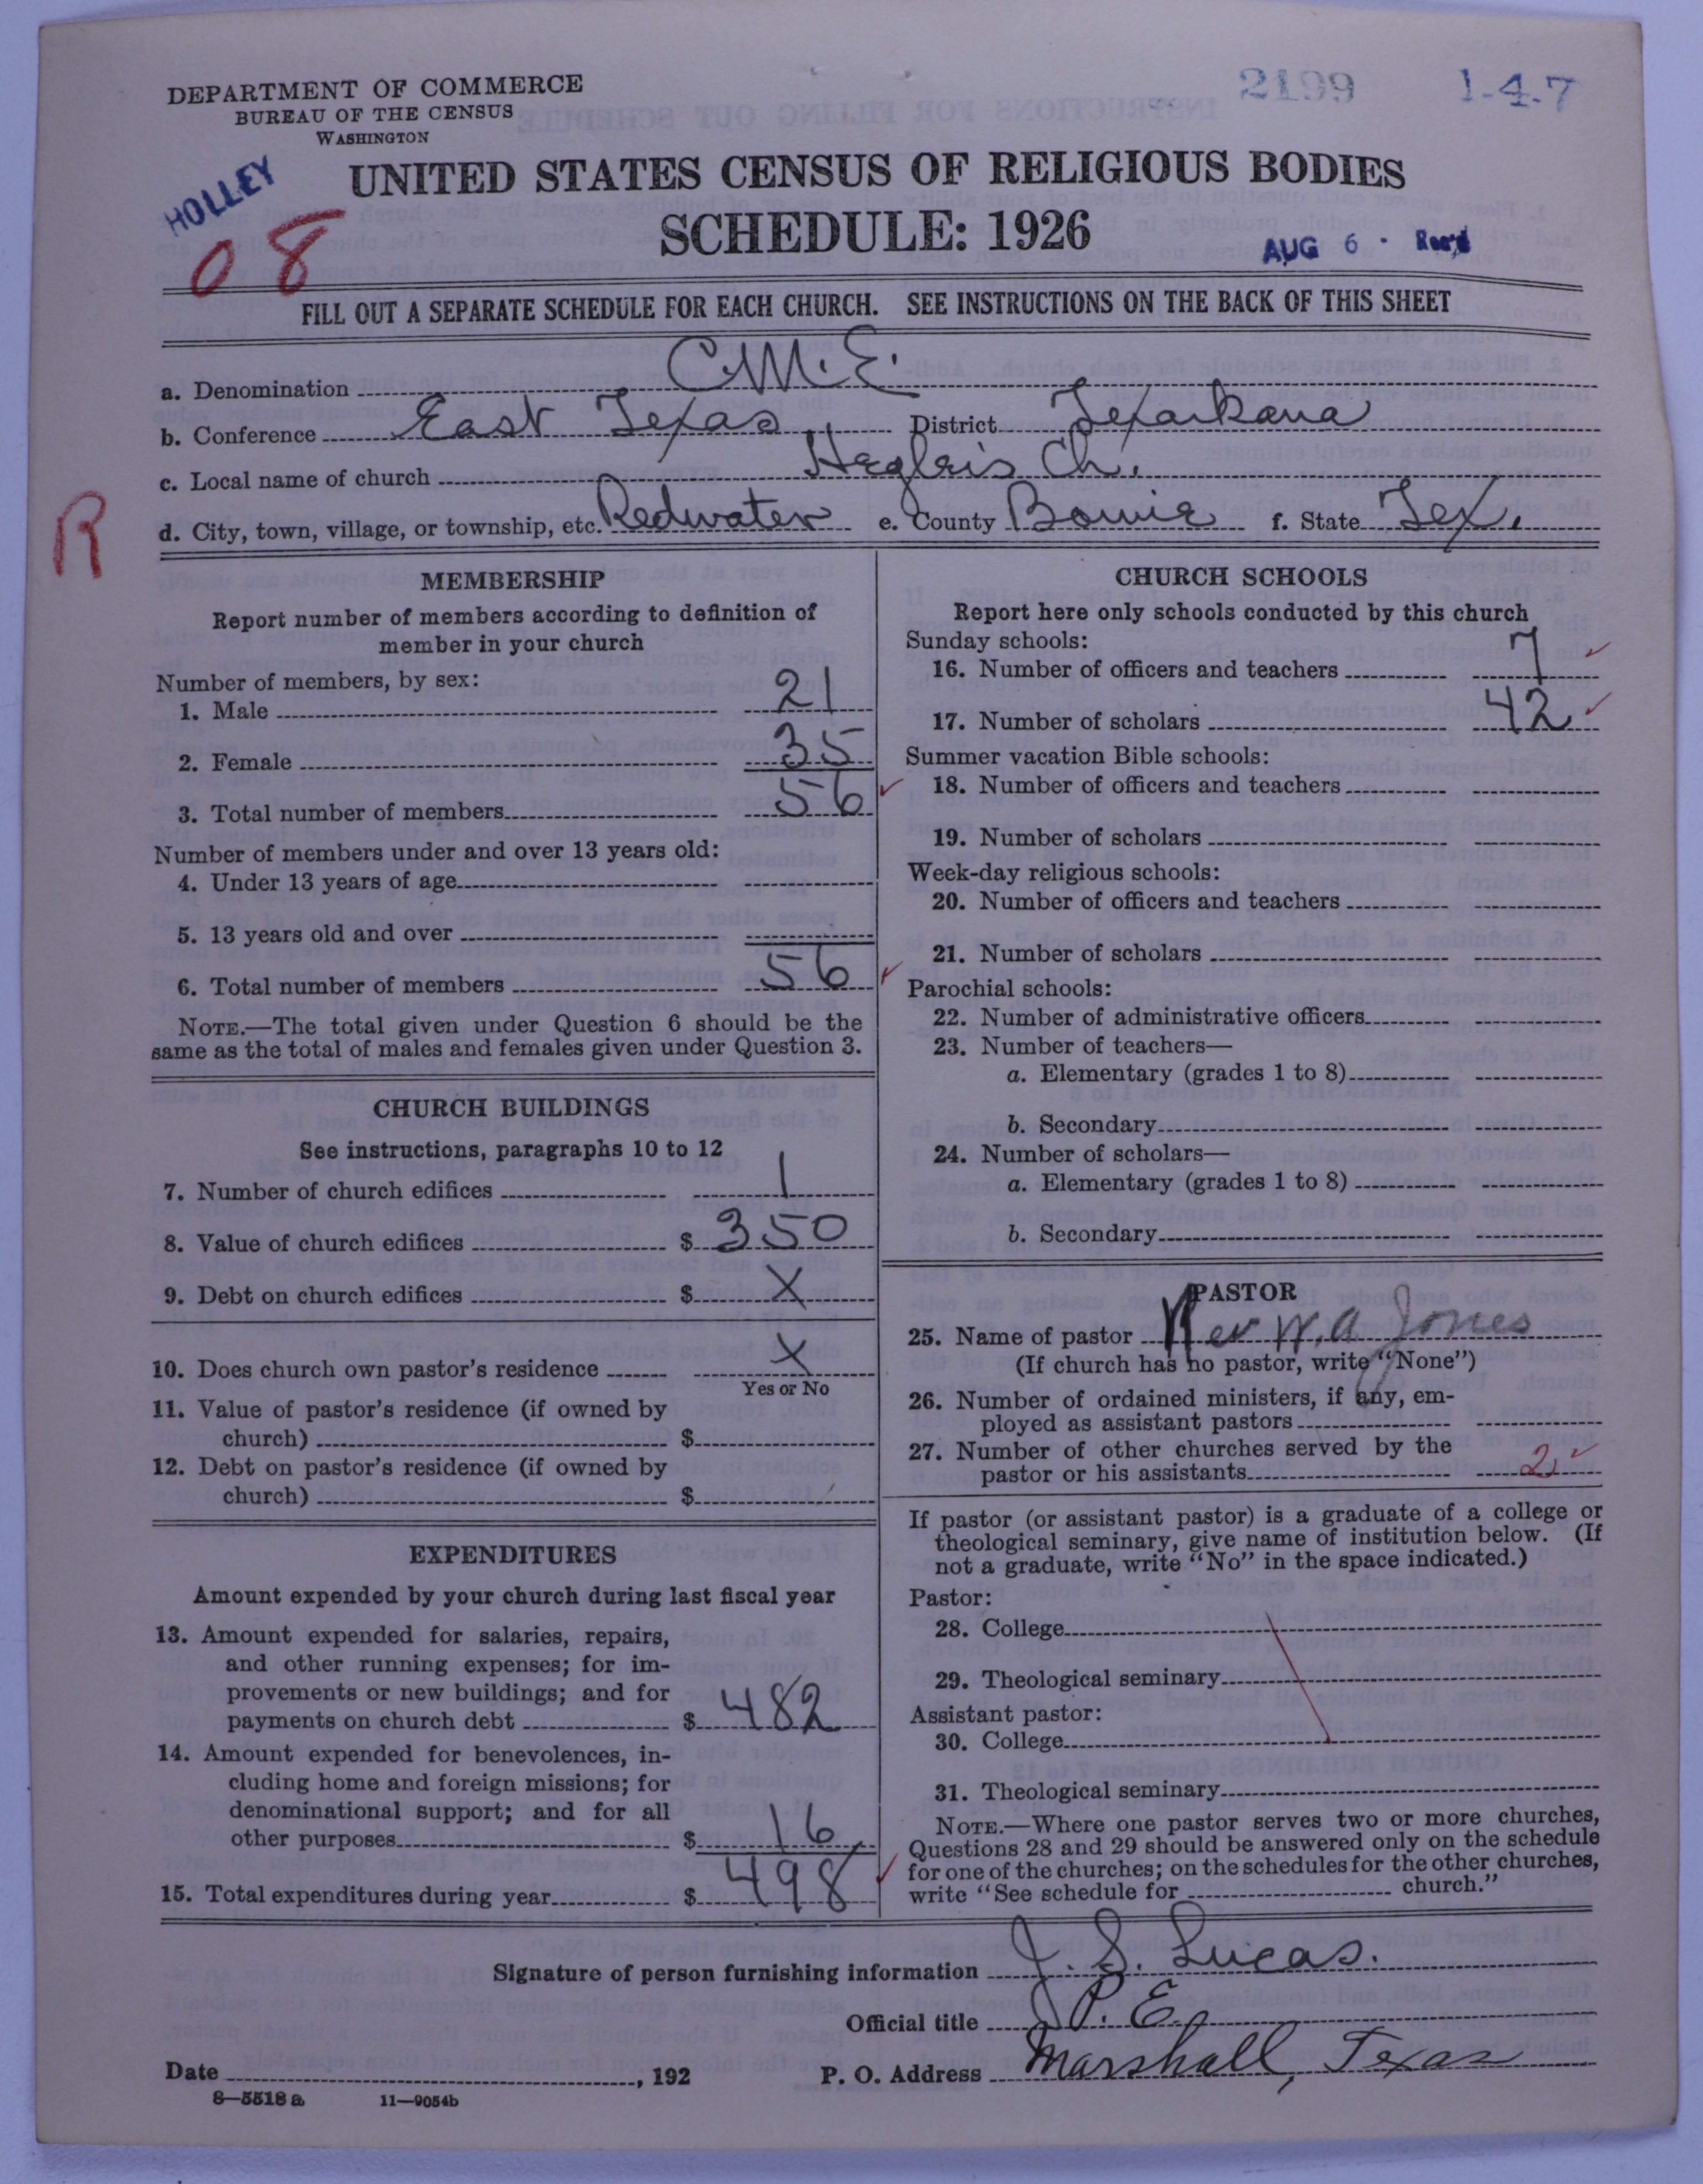 DEPARTMENT OF COMMERCE
BUREAU OF THE CENSUS
WASHINGTON
2199
1-4-7
HOLLEY
08
UNITED STATES CENSUS OF RELIGIOUS BODIES
SCHEDULE: 1926
AUG 6 - Rec'd
FILL OUT A SEPARATE SCHEDULE FOR EACH CHURCH. SEE INSTRUCTIONS ON THE BACK OF THIS SHEET
a. Denomination C.M.E.
b. Conference East Texas District Texarkana
c. Local name of church Ch.
R
d. City, town, village, or township, etc. Redwater e. County Bowie f. State Tex.
MEMBERSHIP
Report number of members according to definition of
member in your church
Number of members, by sex:
1. Male 21
2. Female 35
3. Total number of members 56
Number of members under and over 13 years old:
4. Under 13 years of age
5. 13 years old and over
6. Total number of members 56
NOTE.—The total given under Question 6 should be the
same as the total of males and females given under Question 3.
CHURCH BUILDINGS
See instructions, paragraphs 10 to 12
7. Number of church edifices 1
8. Value of church edifices $ 350
9. Debt on church edifices $ X
10. Does church own pastor's residence X
Yes or No
11. Value of pastor's residence (if owned by
church) $
12. Debt on pastor's residence (if owned by
church) $
EXPENDITURES
Amount expended by your church during last fiscal year
13. Amount expended for salaries, repairs,
and other running expenses; for im-
provements or new buildings; and for
payments on church debt $ 482
14. Amount expended for benevolences, in-
cluding home and foreign missions; for
denominational support; and for all
other purposes $ 16
15. Total expenditures during year $ 498
CHURCH SCHOOLS
Report here only schools conducted by this church
Sunday schools:
16. Number of officers and teachers 7
17. Number of scholars 42
Summer vacation Bible schools:
18. Number of officers and teachers
19. Number of scholars
Week-day religious schools:
20. Number of officers and teachers
21. Number of scholars
Parochial schools:
22. Number of administrative officers
23. Number of teachers—
a. Elementary (grades 1 to 8)
b. Secondary
24. Number of scholars—
a. Elementary (grades 1 to 8)
b. Secondary
PASTOR
25. Name of pastor Rev W.A Jones
(If church has no pastor, write "None")
26. Number of ordained ministers, if any, em-
ployed as assistant pastors
27. Number of other churches served by the
pastor or his assistants 2
If pastor (or assistant pastor) is a graduate of a college or
theological seminary, give name of institution below. (If
not a graduate, write "No" in the space indicated.)
Pastor:
28. College
29. Theological seminary
Assistant pastor:
30. College
31. Theological seminary
NOTE.—Where one pastor serves two or more churches,
Questions 28 and 29 should be answered only on the schedule
for one of the churches; on the schedules for the other churches,
write "See schedule for church."
Signature of person furnishing information J. S. Lucas.
Official title P. E.
Date , 192 P. O. Address Marshall, Texas
8—5518 a 11—9054b